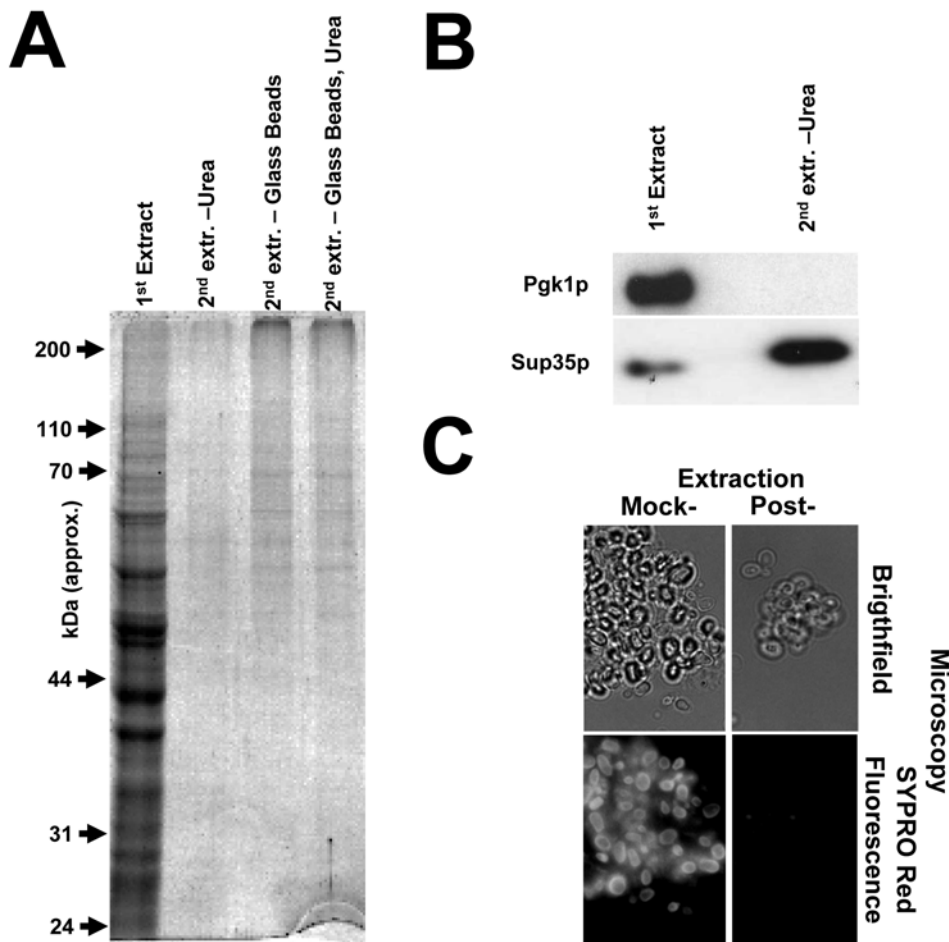 A
1st Extract
2nd extr. –Urea
2nd extr. – Glass Beads
2nd extr. – Glass Beads, Urea
200
110
70
kDa (approx.)
44
31
24
B
1st Extract
2nd extr. –Urea
Pgk1p
Sup35p
C
Extraction
Mock-
Post-
Brigthfield
SYPRO Red
Fluorescence
Microscopy